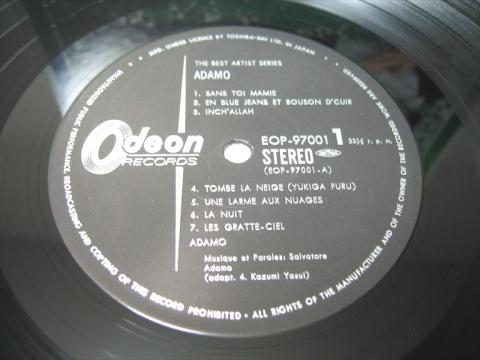 MFG. UNDER LICENCE BY TOSHIBA-EMI LTD. IN JAPAN
UNAUTHORIZED PUBLIC PERFORMANCE, BROADCASTING AND COPYING OF THIS RECORD PROHIBITED • ALL RIGHTS OF THE MANUFACTURER AND OF THE OWNER OF THE RECORDED WORK ARE RESERVED
THE BEST ARTIST SERIES
ADAMO
1. SANS TOI MAMIE
2. EN BLUE JEANS ET BOUSON D'CUIR
3. INCH'ALLAH
Odeon
RECORDS
EOP-97001 1 33⅓ r. p. m.
STEREO
(EOP-97001-A)
4. TOMBE LA NEIGE (YUKIGA FURU)
5. UNE LARME AUX NUAGES
6. LA NUIT
7. LES GRATTE-CIEL
ADAMO
Musique et Paroles: Salvatore
Adamo
(adapt. 4. Kazumi Yasui)